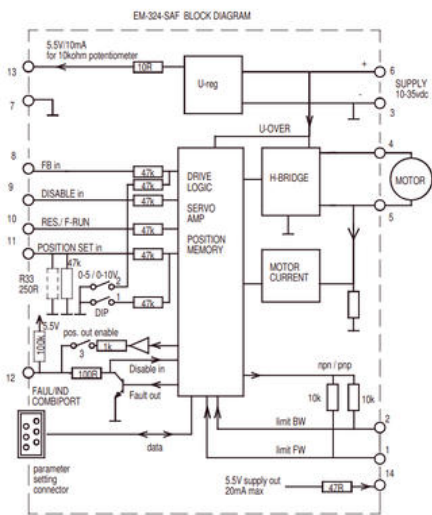 EM-324-SAF BLOCK DIAGRAM
5.5V/10mA
for 10kohm potentiometer
13
10R
U-reg
+
6
SUPPLY
10-35vdc
7
-
3
U-OVER
4
8
FB in
47k
47k
DRIVE
LOGIC
SERVO
AMP
POSITION
MEMORY
H-BRIDGE
MOTOR
9
DISABLE in
47k
5
10
RES./ F-RUN
47k
11
POSITION SET in
47k
MOTOR
CURRENT
R33
250R
47k
0-5 / 0-10V
2
1
DIP
47k
5.5V
100k
pos. out enable
3
1k
Disable in
npn / pnp
12
100R
10k
10k
FAUL/IND
COMBIPORT
Fault out
limit BW
2
limit FW
1
data
parameter
setting
connector
5.5V supply out
20mA max
47R
14